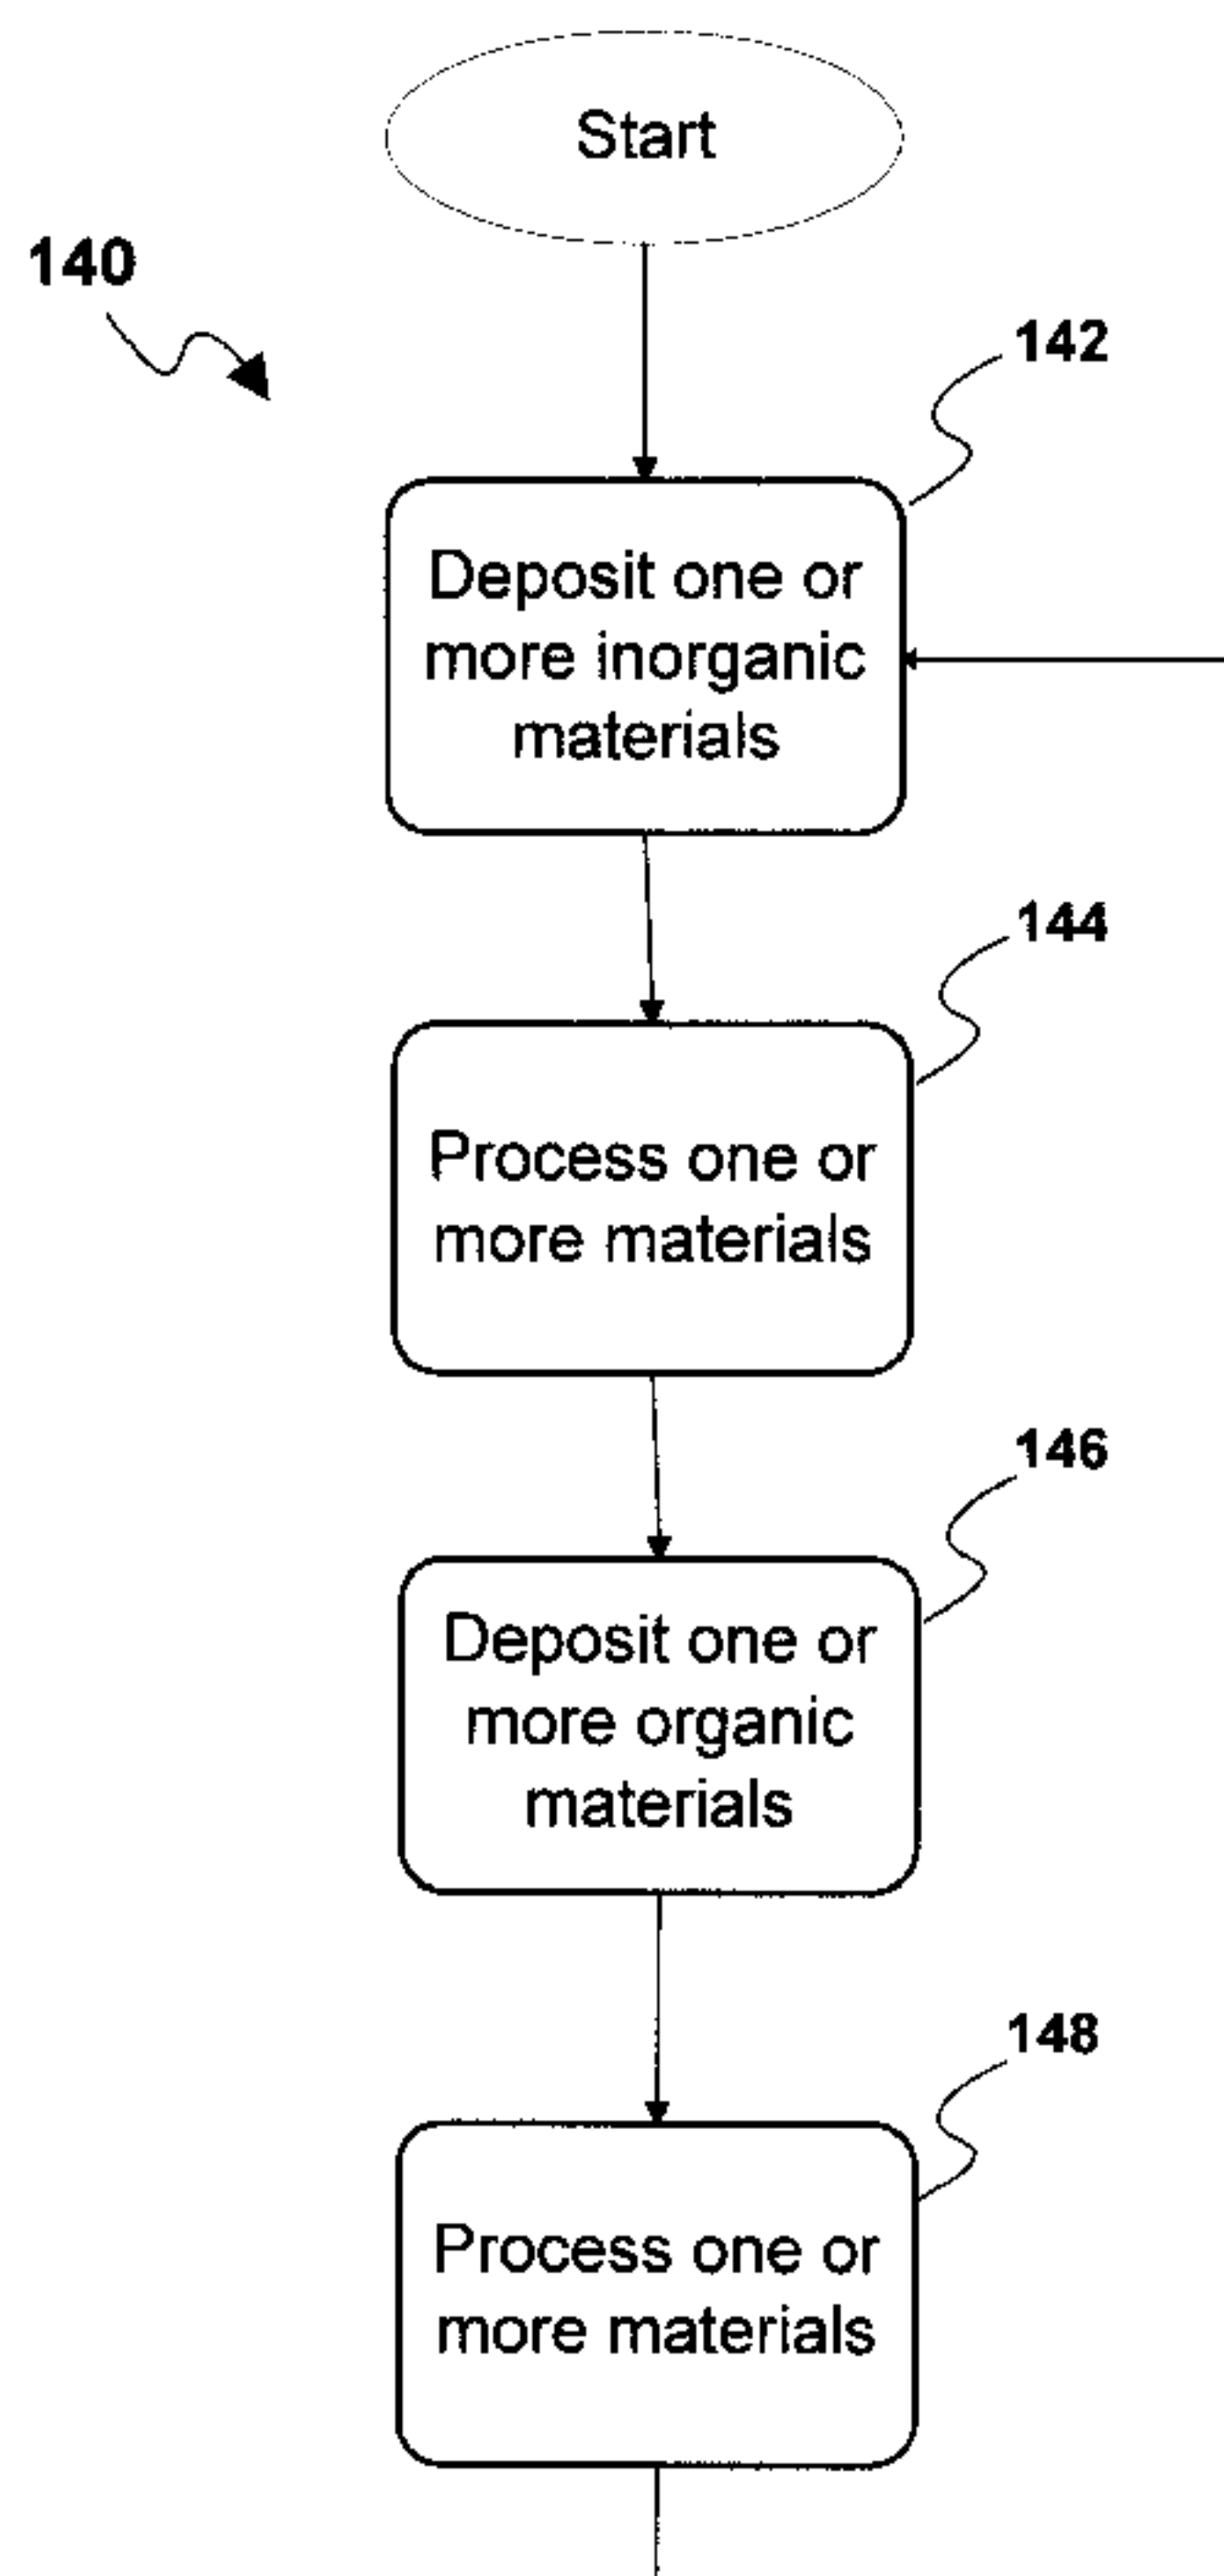 Start
140
142
Deposit one or
more inorganic
materials
144
Process one or
more materials
146
Deposit one or
more organic
materials
148
Process one or
more materials